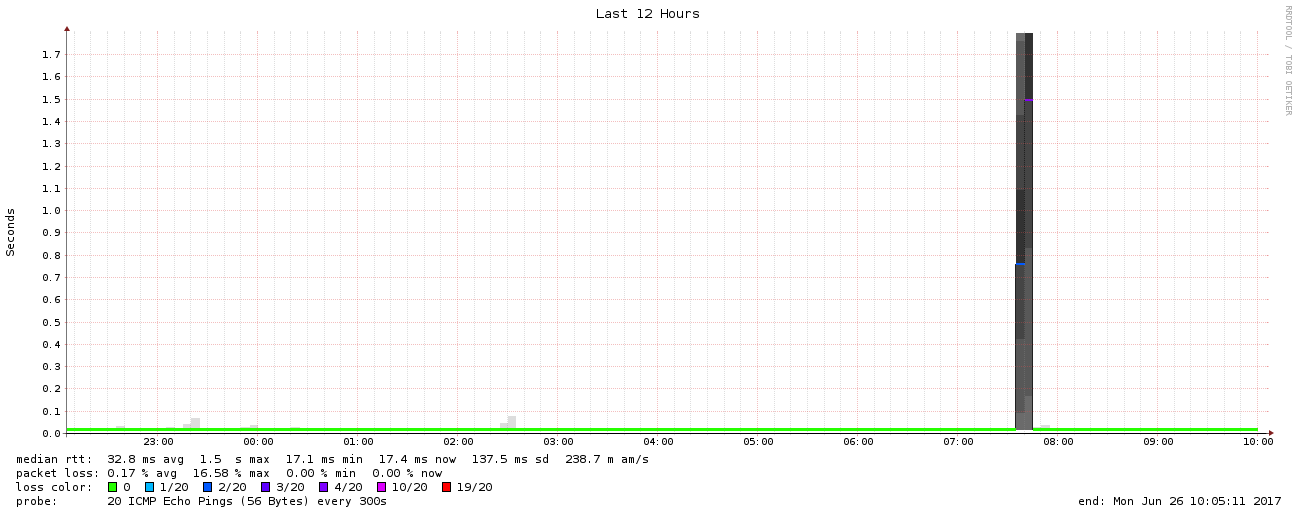 Last 12 Hours
RRDTOOL / TOBI OETIKER
Seconds
1.7
1.6
1.5
1.4
1.3
1.2
1.1
1.0
0.9
0.8
0.7
0.6
0.5
0.4
0.3
0.2
0.1
0.0
23:00 00:00 01:00 02:00 03:00 04:00 05:00 06:00 07:00 08:00 09:00 10:00
median rtt: 32.8 ms avg 1.5 s max 17.1 ms min 17.4 ms now 137.5 ms sd 238.7 m am/s
packet loss: 0.17 % avg 16.58 % max 0.00 % min 0.00 % now
loss color: 0 1/20 2/20 3/20 4/20 10/20 19/20
probe: 20 ICMP Echo Pings (56 Bytes) every 300s end: Mon Jun 26 10:05:11 2017